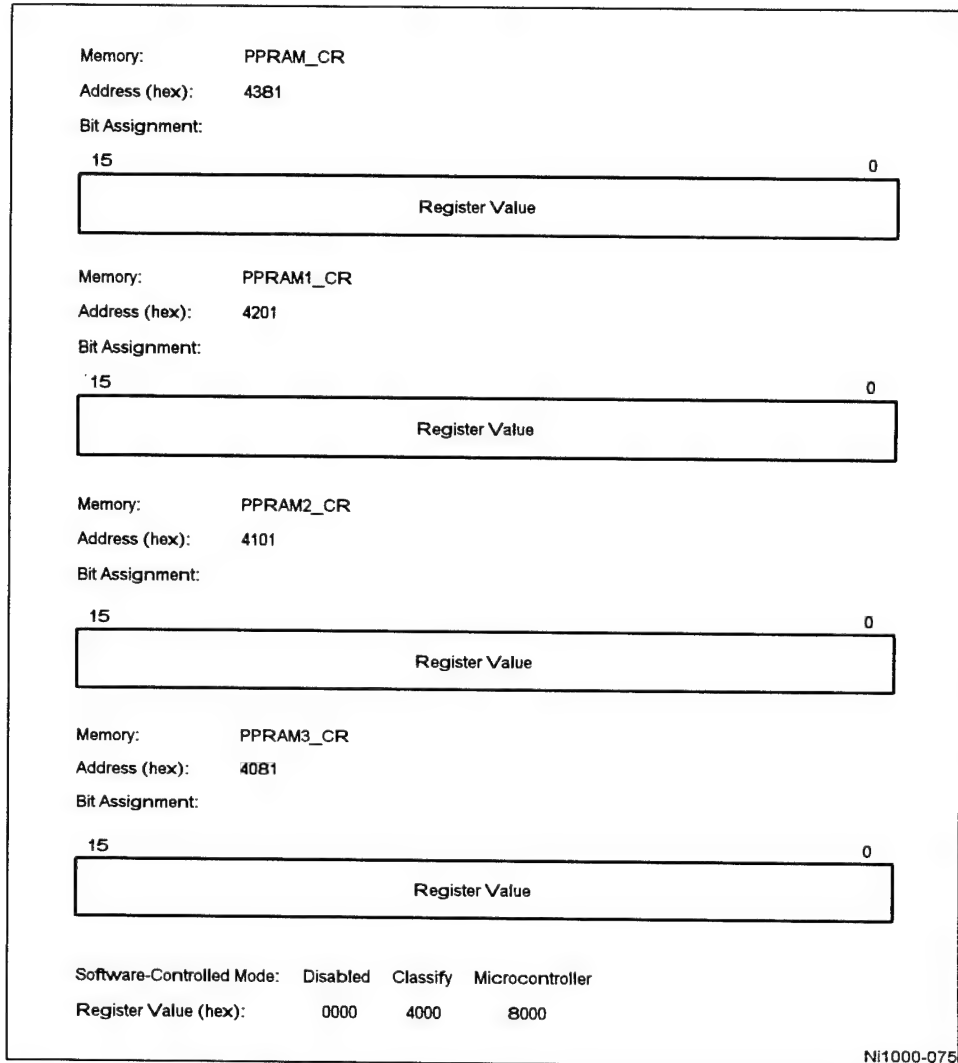 Memory: PPRAM_CR
Address (hex): 4381
Bit Assignment:
15 0
Register Value
Memory: PPRAM1_CR
Address (hex): 4201
Bit Assignment:
15 0
Register Value
Memory: PPRAM2_CR
Address (hex): 4101
Bit Assignment:
15 0
Register Value
Memory: PPRAM3_CR
Address (hex): 4081
Bit Assignment:
15 0
Register Value
Software-Controlled Mode: Disabled Classify Microcontroller
Register Value (hex): 0000 4000 8000
Ni1000-075